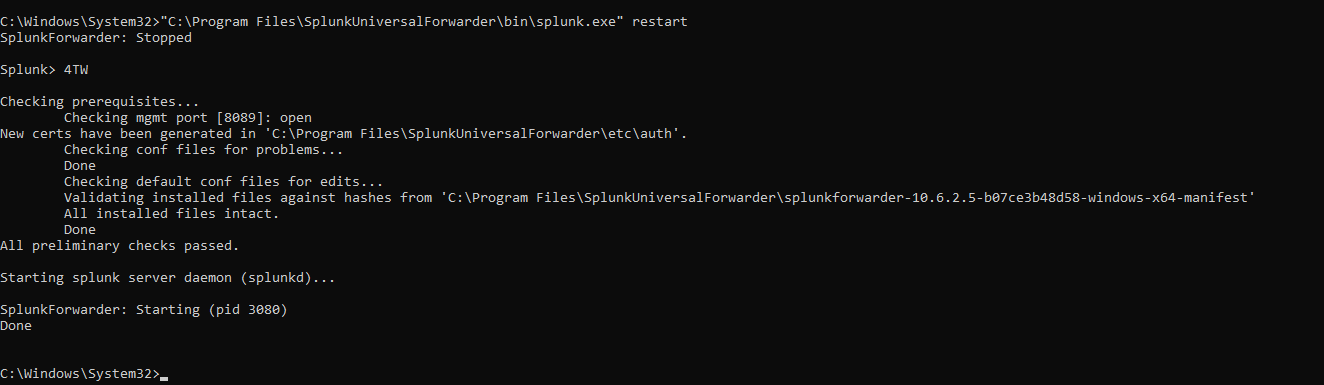 C:\Windows\System32>"C:\Program Files\SplunkUniversalForwarder\bin\splunk.exe" restart
SplunkForwarder: Stopped
Splunk> 4TW
Checking prerequisites...
Checking mgmt port [8089]: open
New certs have been generated in 'C:\Program Files\SplunkUniversalForwarder\etc\auth'.
Checking conf files for problems...
Done
Checking default conf files for edits...
Validating installed files against hashes from 'C:\Program Files\SplunkUniversalForwarder\splunkforwarder-10.6.2.5-b07ce3b48d58-windows-x64-manifest'
All installed files intact.
Done
All preliminary checks passed.
Starting splunk server daemon (splunkd)...
SplunkForwarder: Starting (pid 3080)
Done
C:\Windows\System32>